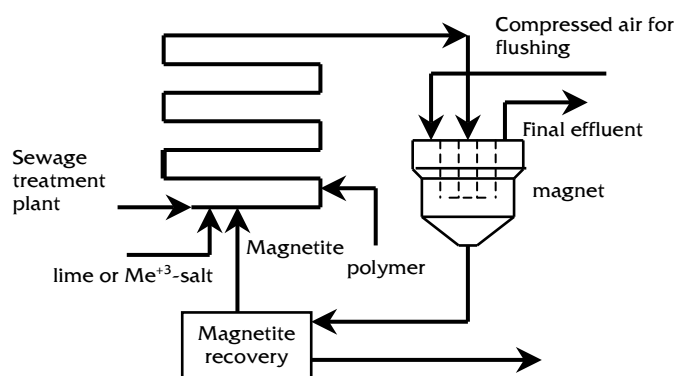 Compressed air for
flushing
Final effluent
Sewage
treatment
plant
magnet
Magnetite
lime or Me⁺³-salt
polymer
Magnetite
recovery